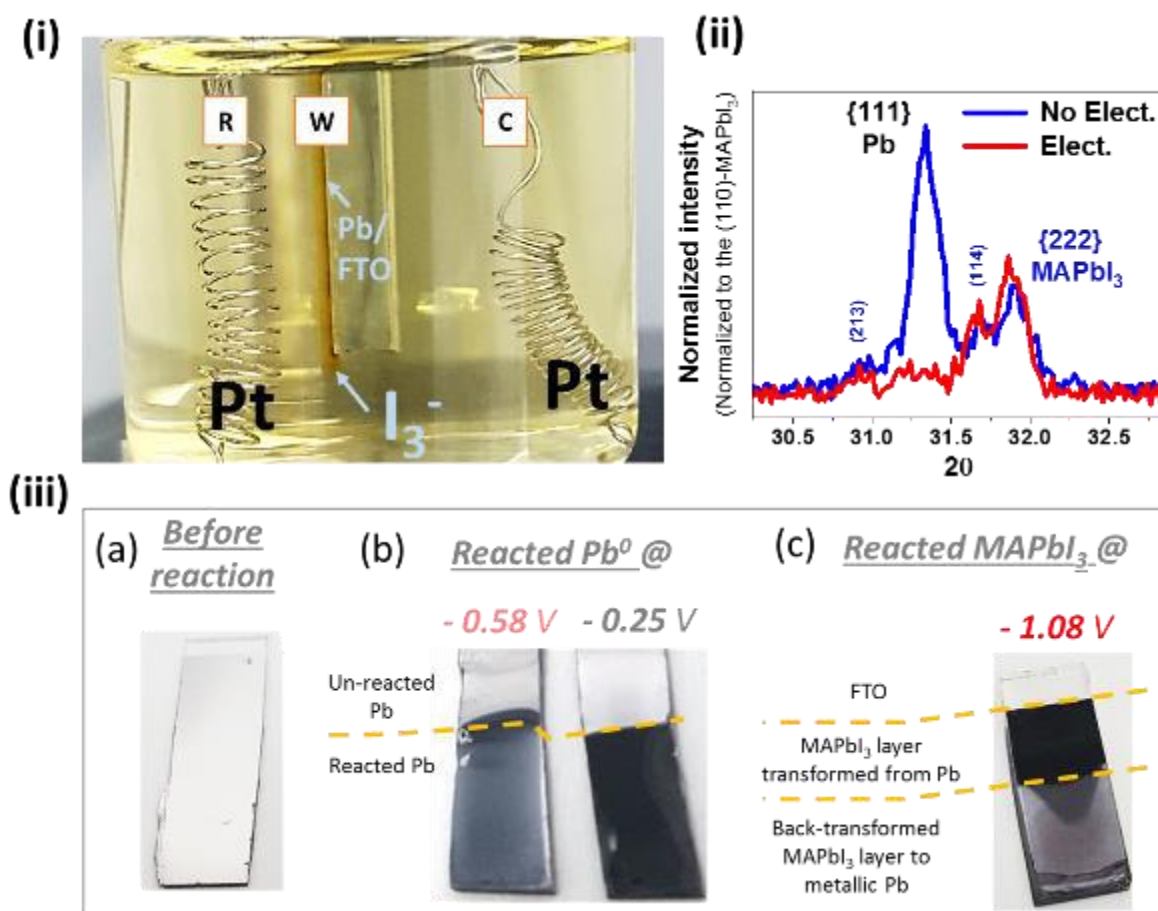 (i)
R
W
C
Pb/
FTO
Pt
I₃⁻
Pt
(ii)
Normalized intensity
(Normalized to the (110)-MAPbI₃)
{111}
Pb
No Elect.
Elect.
(213)
(114)
{222}
MAPbI₃
30.5 31.0 31.5 32.0 32.5
2θ
(iii)
(a)
Before
reaction
(b)
Reacted Pb⁰ @
- 0.58 V - 0.25 V
Un-reacted
Pb
Reacted Pb
(c)
Reacted MAPbI₃ @
- 1.08 V
FTO
MAPbI₃ layer
transformed from Pb
Back-transformed
MAPbI₃ layer to
metallic Pb